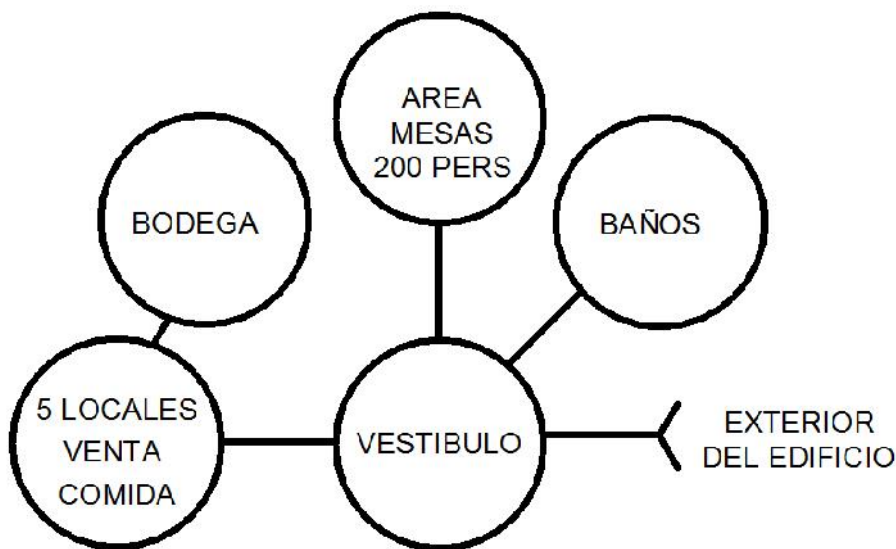 AREA
MESAS
200 PERS
BODEGA
BAÑOS
5 LOCALES
VENTA
COMIDA
VESTIBULO
EXTERIOR
DEL EDIFICIO